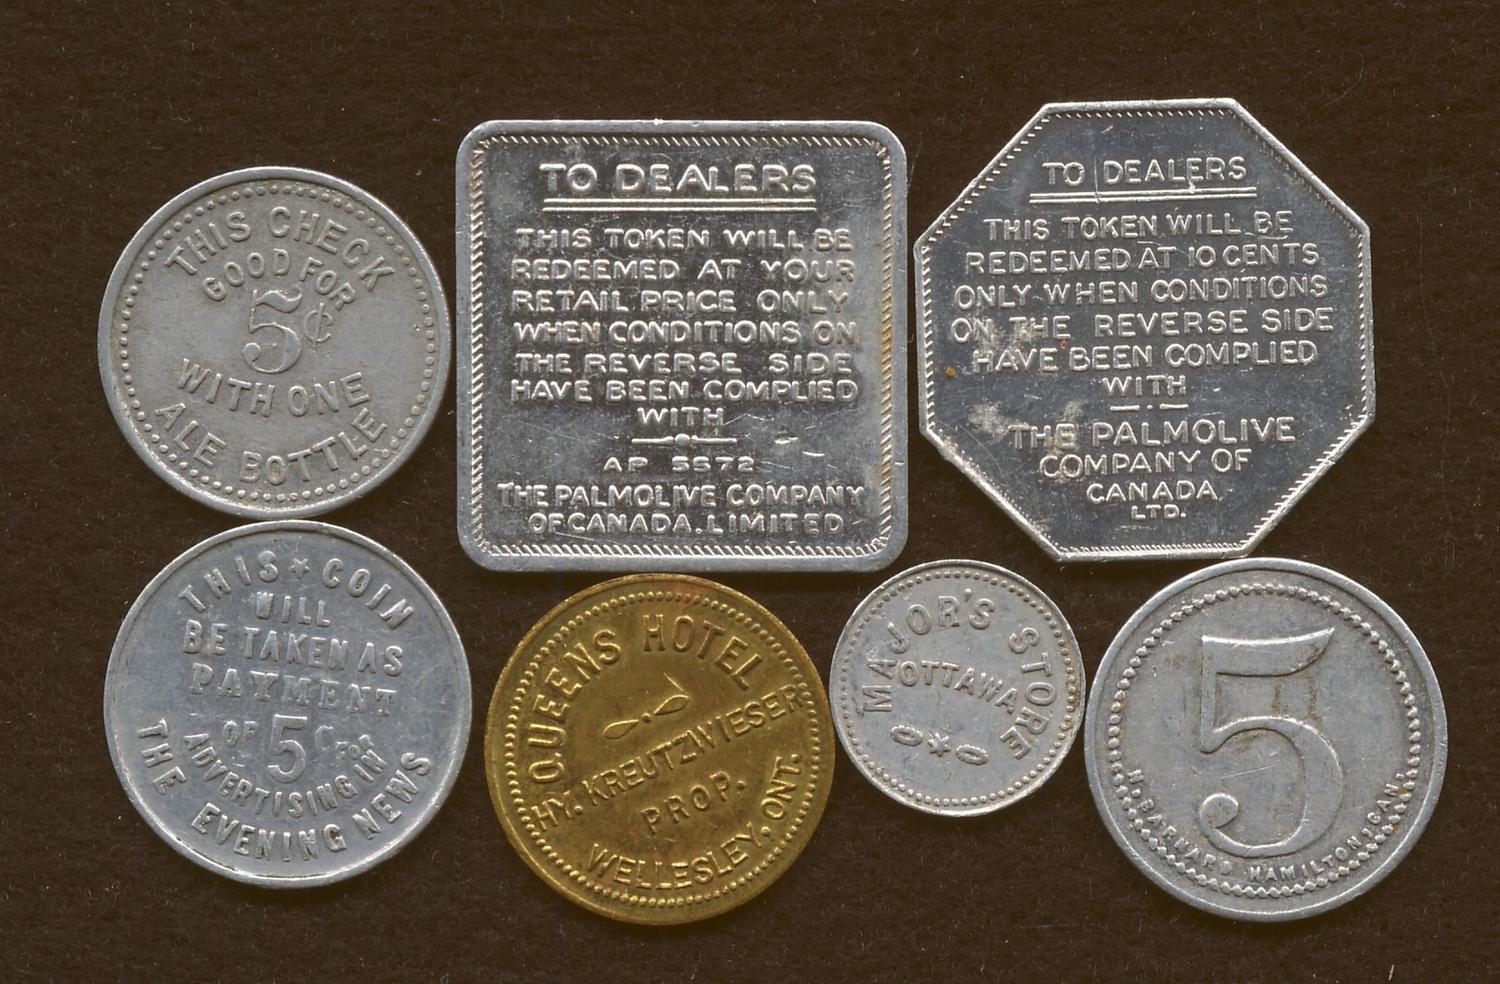 THIS CHECK
GOOD FOR
5¢
WITH ONE
ALE BOTTLE
TO DEALERS
THIS TOKEN WILL BE
REDEEMED AT YOUR
RETAIL PRICE ONLY
WHEN CONDITIONS ON
THE REVERSE SIDE
HAVE BEEN COMPLIED
WITH
AP 5572
THE PALMOLIVE COMPANY
OF CANADA. LIMITED
TO DEALERS
THIS TOKEN WILL BE
REDEEMED AT 10 CENTS
ONLY WHEN CONDITIONS
ON THE REVERSE SIDE
HAVE BEEN COMPLIED
WITH
THE PALMOLIVE
COMPANY OF
CANADA
LTD.
THIS ★ COIN
WILL
BE TAKEN AS
PAYMENT
OF 5¢ FOR
ADVERTISING IN
THE EVENING NEWS
QUEENS HOTEL
HY. KREUTZWIESER
PROP.
WELLESLEY, ONT.
MAJOR'S STORE
OTTAWA
5
H. BARNARD HAMILTON, CAN.